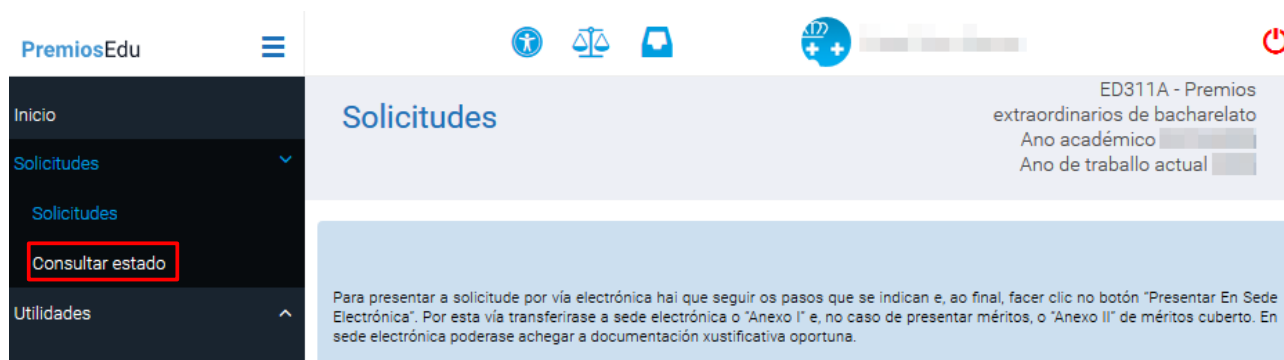 PremiosEdu
Inicio
Solicitudes
Solicitudes
Consultar estado
Utilidades
Solicitudes
ED311A - Premios
extraordinarios de bacharelato
Ano académico
Ano de traballo actual
Para presentar a solicitude por vía electrónica hai que seguir os pasos que se indican e, ao final, facer clic no botón "Presentar En Sede
Electrónica". Por esta vía transferirase a sede electrónica o "Anexo I" e, no caso de presentar méritos, o "Anexo II" de méritos cuberto. En
sede electrónica poderase achegar a documentación xustificativa oportuna.